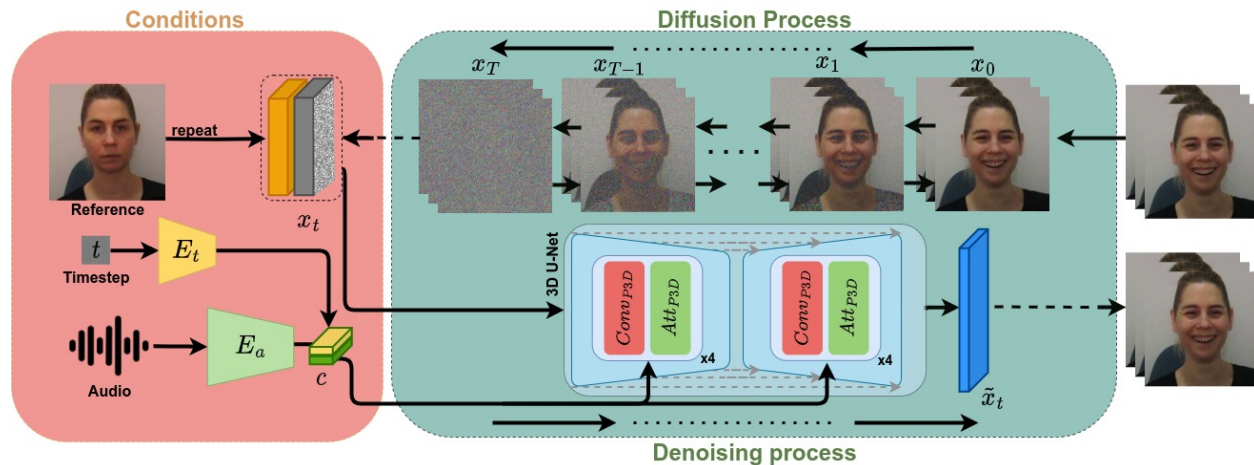 Conditions
Diffusion Process
x_T
x_{T-1}
x_1
x_0
repeat
Reference
x_t
t
E_t
Timestep
3D U-Net
Conv_{P3D}
Att_{P3D}
x4
Conv_{P3D}
Att_{P3D}
x4
E_a
Audio
c
x̃_t
Denoising process